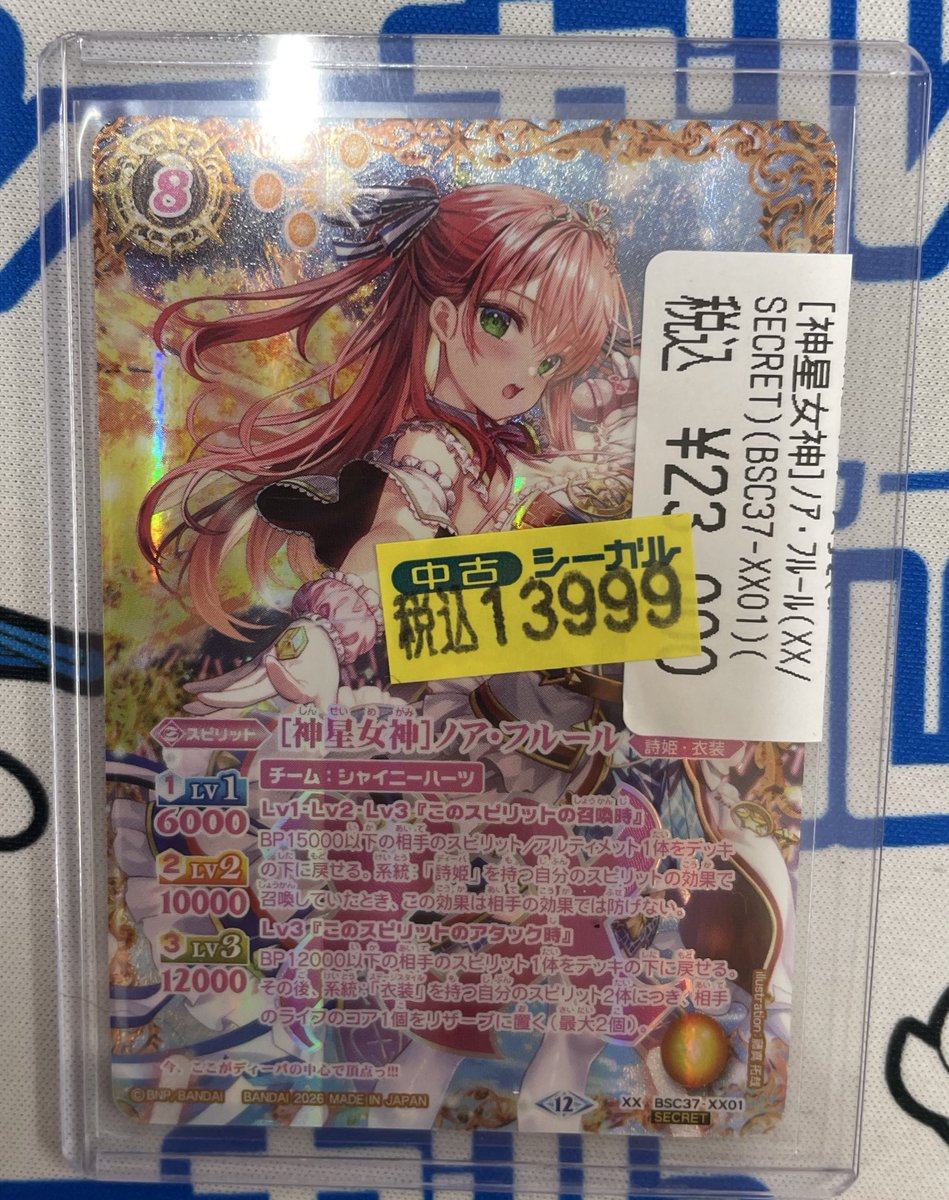 8
[神星女神]ノア・フルール(XX/
SECRET)(BSC37-XX01)(
税込 ¥23,000
中古 シーガル
税込13999
スピリット
[神星女神]ノア・フルール
しん せい め がみ
詩姫・衣装
チーム：シャイニーハーツ
1 LV1
6000
2 LV2
10000
3 LV3
12000
Lv1・Lv2・Lv3『このスピリットの召喚時』
BP15000以下の相手のスピリット/アルティメット1体をデッキ
の下に戻せる。系統：「詩姫」を持つ自分のスピリットの効果で
召喚していたとき、この効果は相手の効果では防げない。
Lv3『このスピリットのアタック時』
BP12000以下の相手のスピリット1体をデッキの下に戻せる。
その後、系統：「衣装」を持つ自分のスピリット2体につき、相手
のライフのコア1個をリザーブに置く(最大2個)。
今、ここがディーバの中心で頂点っ!!!
©BNP, BANDAI BANDAI 2026 MADE IN JAPAN
12
XX BSC37-XX01
SECRET
illustration: